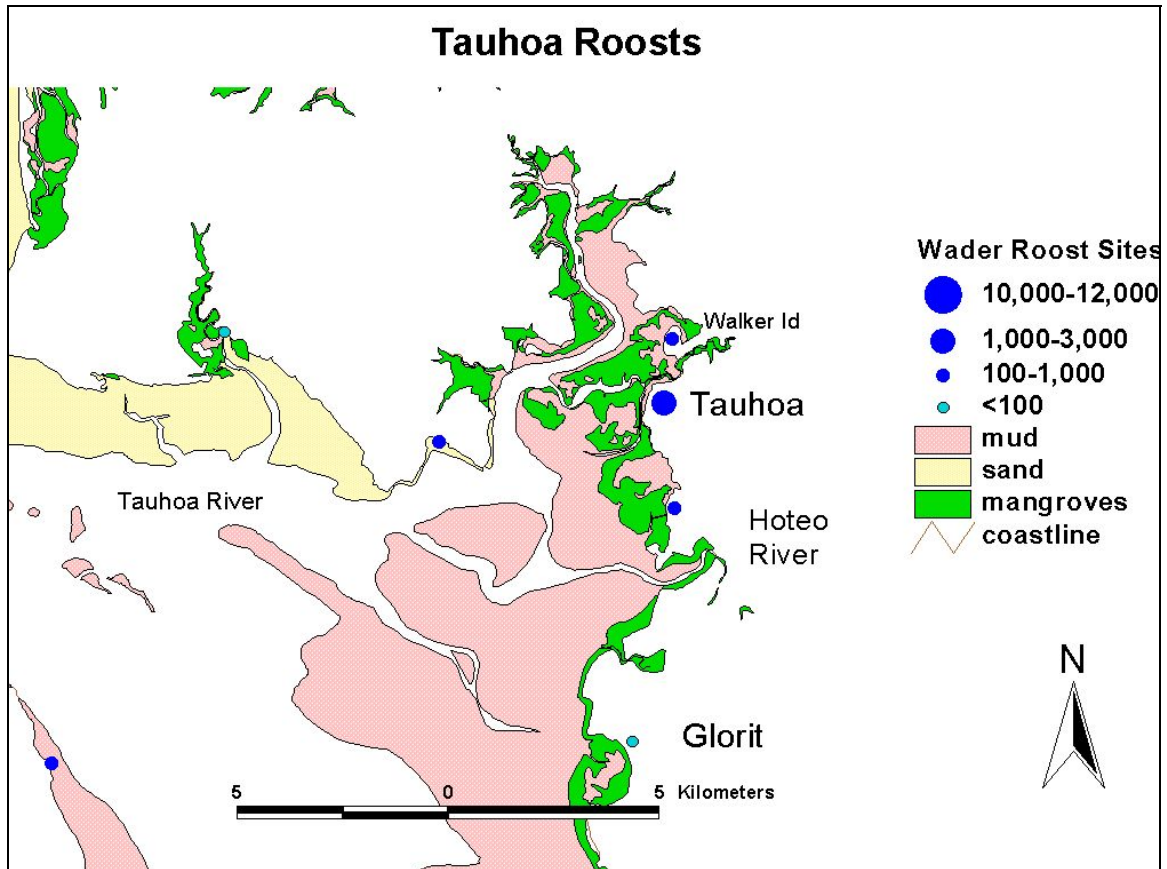 Tauhoa Roosts
Walker Id
Tauhoa
Tauhoa River
Hoteo
River
Glorit
5 0 5 Kilometers
Wader Roost Sites
10,000-12,000
1,000-3,000
100-1,000
<100
mud
sand
mangroves
coastline
N